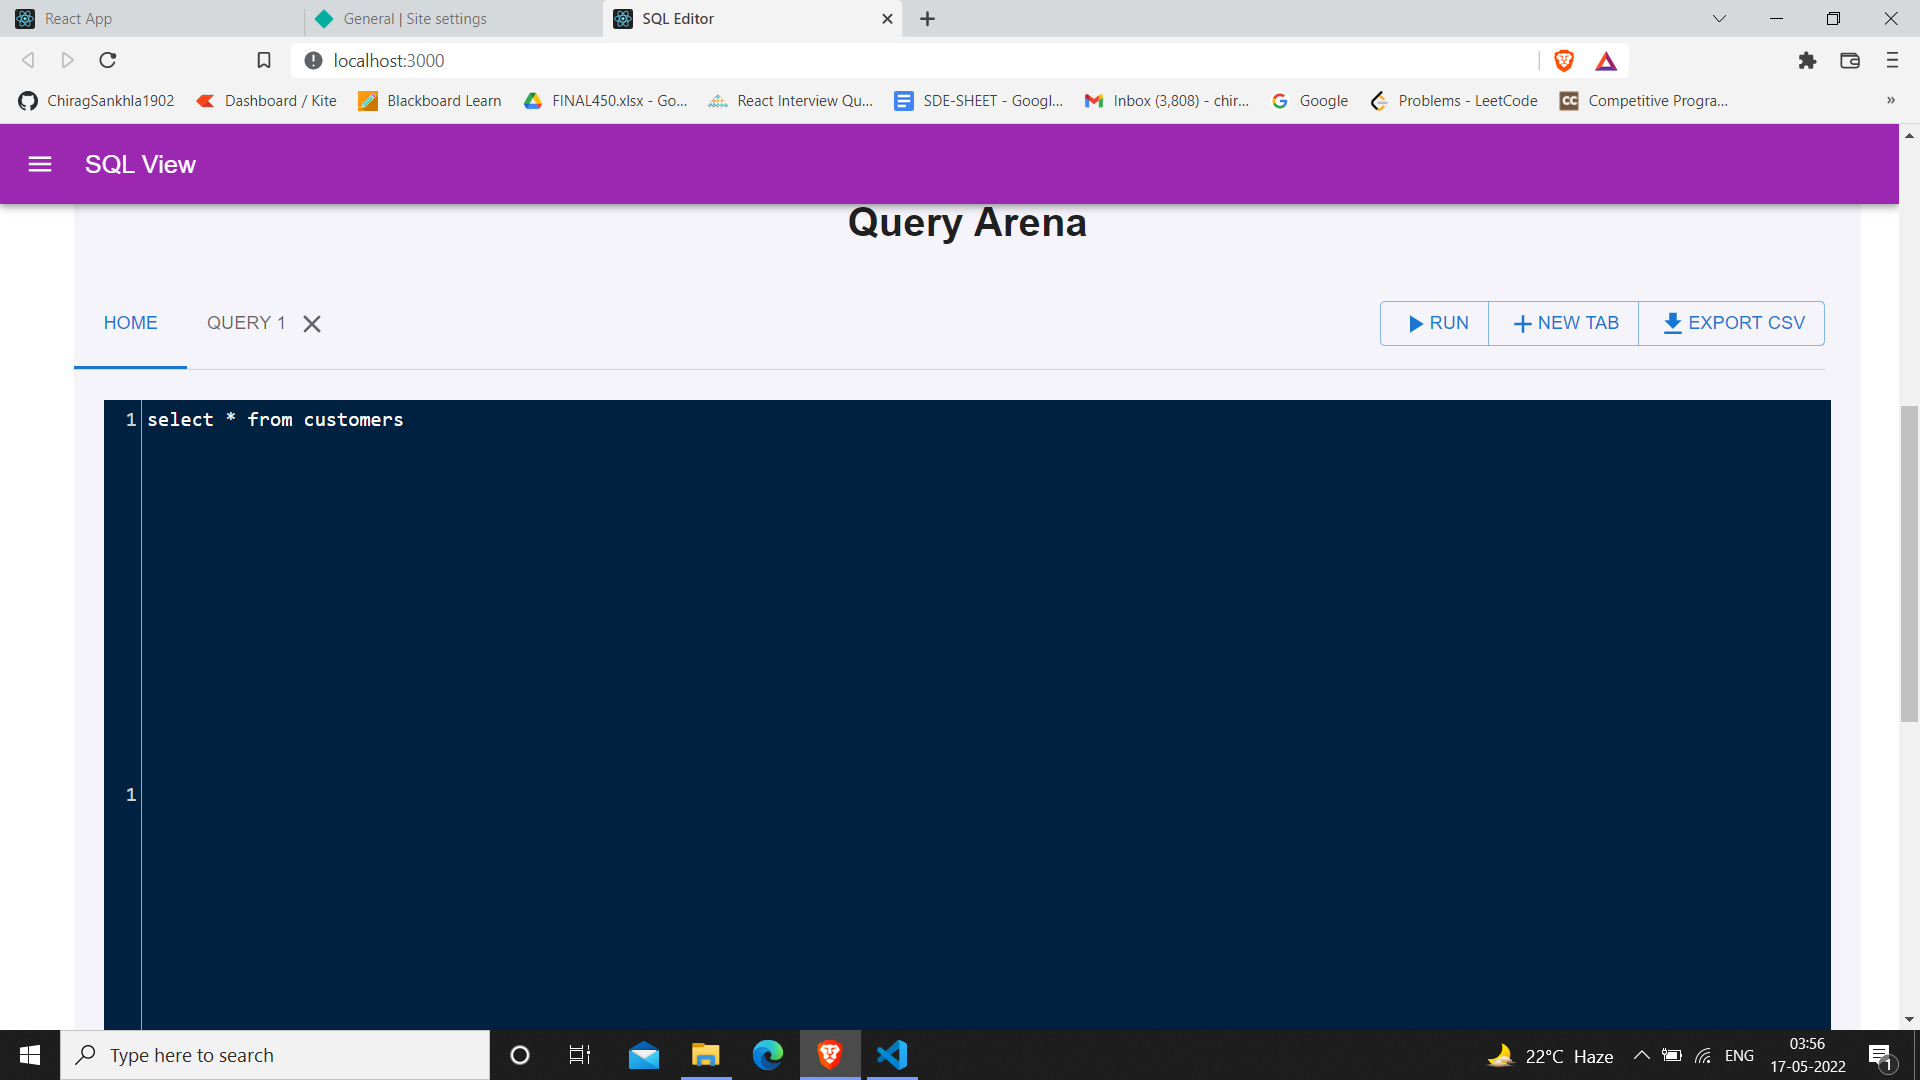 React App
General | Site settings
SQL Editor
localhost:3000
ChiragSankhla1902
Dashboard / Kite
Blackboard Learn
FINAL450.xlsx - Go...
React Interview Qu...
SDE-SHEET - Googl...
Inbox (3,808) - chir...
Google
Problems - LeetCode
CC
Competitive Progra...
»
SQL View
Query Arena
HOME
QUERY 1
RUN
NEW TAB
EXPORT CSV
1 select * from customers
1
Type here to search
22°C Haze
ENG
03:56
17-05-2022
1